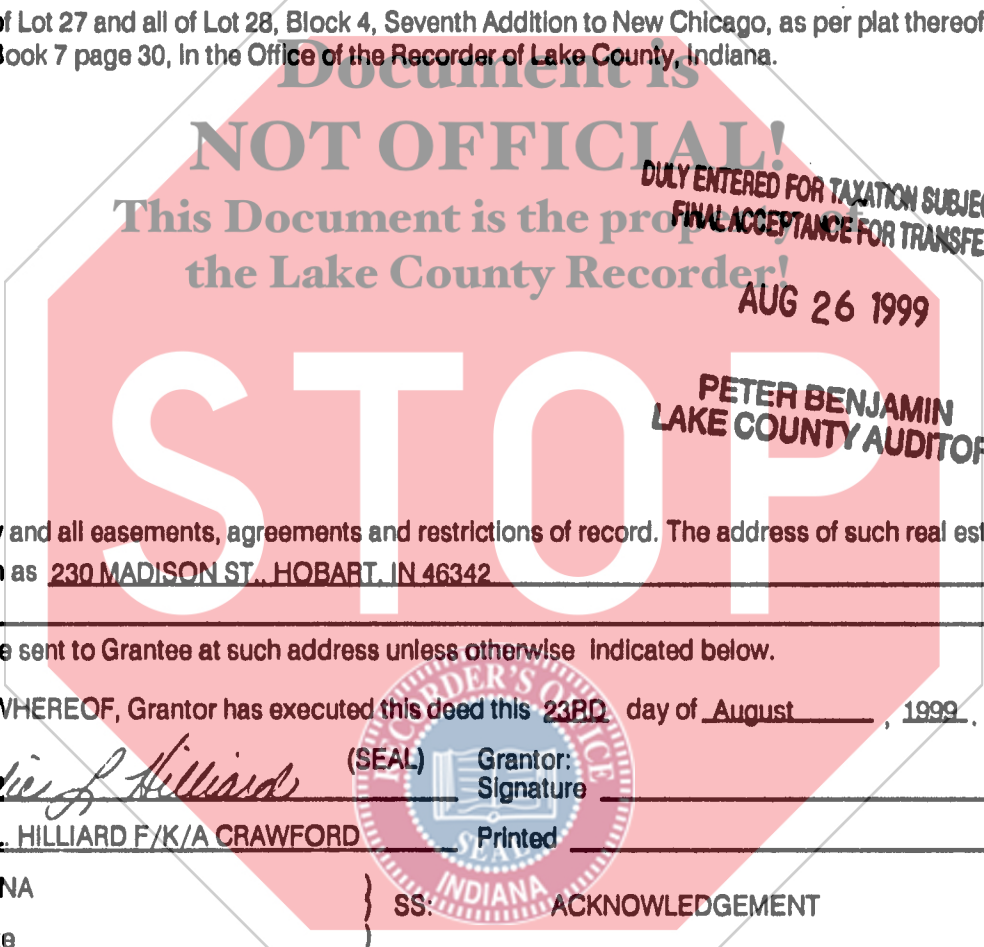 of Lot 27 and all of Lot 28, Block 4, Seventh Addition to New Chicago, as per plat thereof
ook 7 page 30, in the Office of the Recorder of Lake County, Indiana.
Document is
NOT OFFICIAL!
This Document is the property of
the Lake County Recorder!
DULY ENTERED FOR TAXATION SUBJEC
FINAL ACCEPTANCE FOR TRANSFE
AUG 26 1999
PETER BENJAMIN
LAKE COUNTY AUDITOR
STOP
and all easements, agreements and restrictions of record. The address of such real est
as 230 MADISON ST., HOBART, IN 46342
e sent to Grantee at such address unless otherwise indicated below.
WHEREOF, Grantor has executed this deed this 23RD day of August, 1999.
L Hilliard (SEAL) Grantor:
Signature
. HILLIARD F/K/A CRAWFORD Printed
RECORDER'S OFFICE
SEAL
INDIANA
NA
SS: ACKNOWLEDGEMENT
e